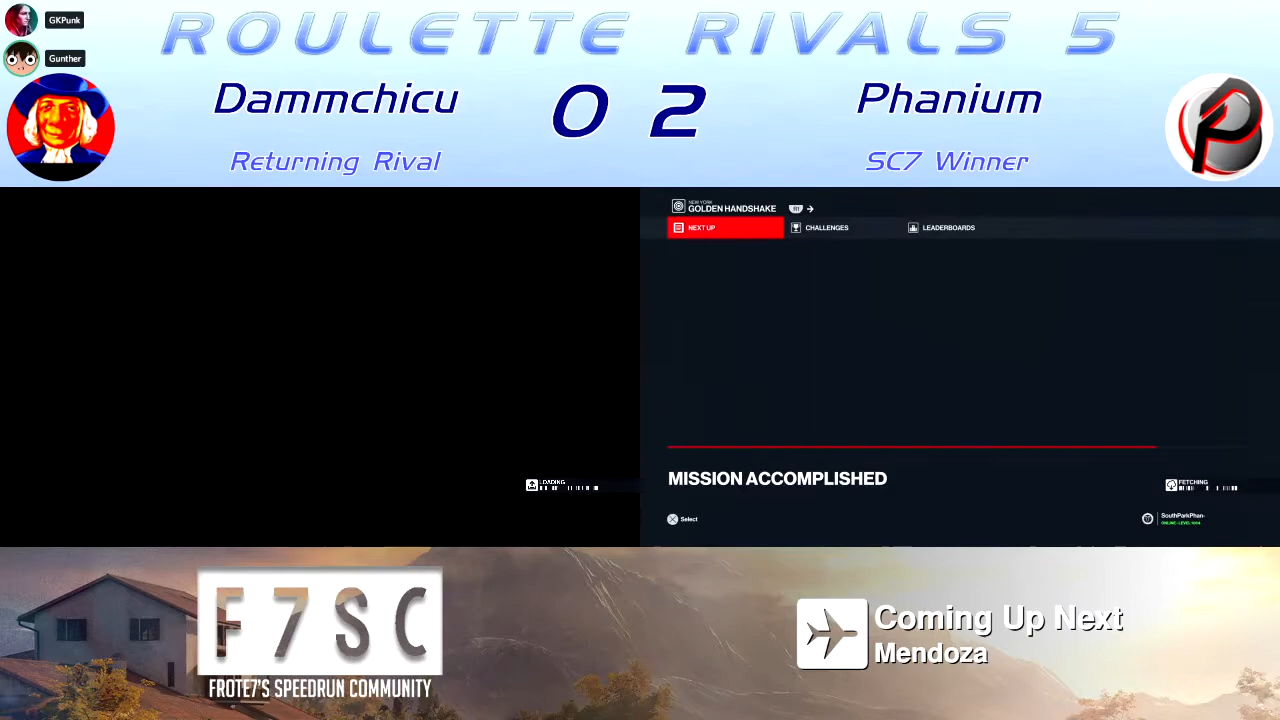 GKPunk
Gunther
ROULETTE RIVALS 5
Dammchicu
0 2
Phanium
Returning Rival
SC7 Winner
NEW YORK
GOLDEN HANDSHAKE
NEXT UP
CHALLENGES
LEADERBOARDS
LOADING
MISSION ACCOMPLISHED
FETCHING
Select
SouthParkPhan-
F7SC
FROTE7'S SPEEDRUN COMMUNITY
Coming Up Next
Mendoza